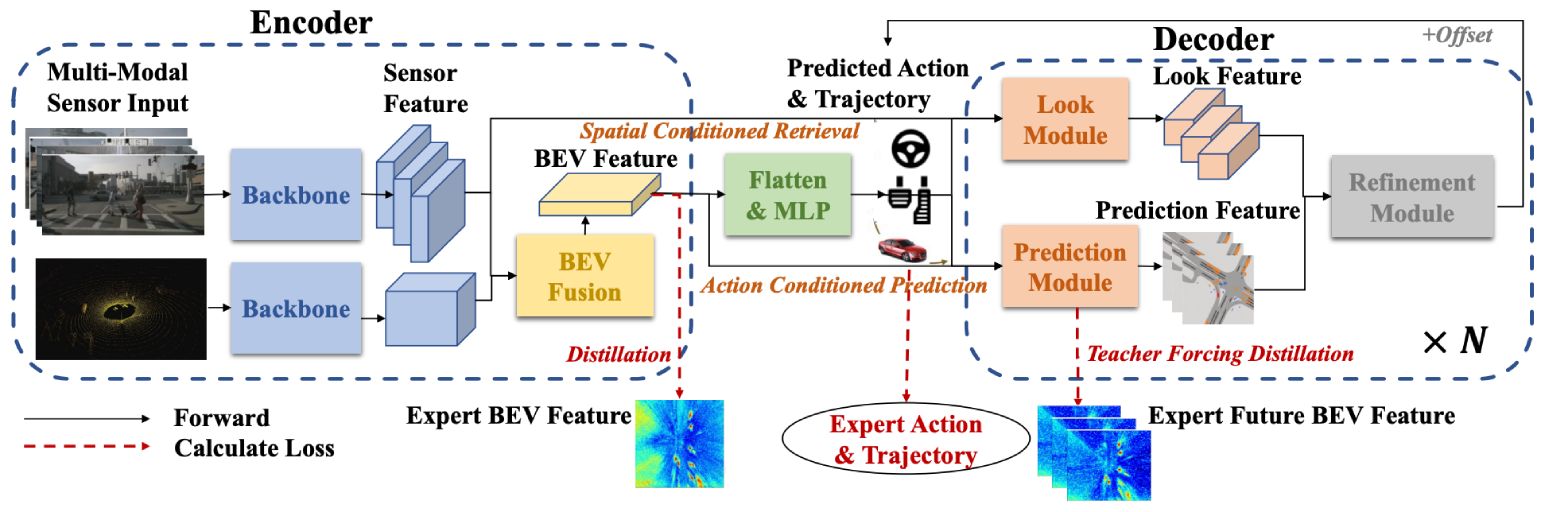 Encoder
Multi-Modal
Sensor Input
Sensor
Feature
Backbone
Backbone
BEV Feature
BEV
Fusion
Spatial Conditioned Retrieval
Flatten
& MLP
Predicted Action
& Trajectory
Action Conditioned Prediction
Decoder
+Offset
Look
Module
Look Feature
Prediction
Module
Prediction Feature
Refinement
Module
× N
Distillation
Teacher Forcing Distillation
Forward
Calculate Loss
Expert BEV Feature
Expert Action
& Trajectory
Expert Future BEV Feature